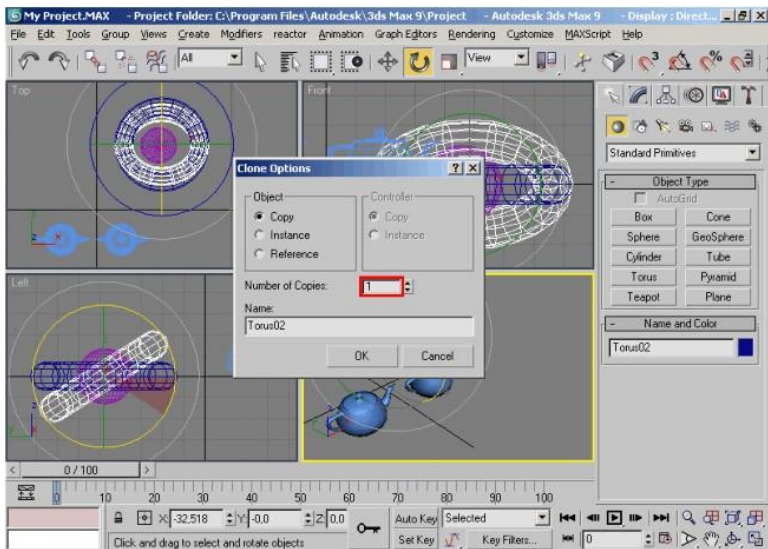 My Project.MAX - Project Folder: C:\Program Files\Autodesk\3ds Max 9\Project - Autodesk 3ds Max 9 - Display : Direct...
File Edit Tools Group Views Create Modifiers reactor Animation Graph Editors Rendering Customize MAXScript Help
All
View
Top
Front
Left
Clone Options
Object
Copy
Instance
Reference
Controller
Copy
Instance
Number of Copies:
1
Name:
Torus02
OK Cancel
Standard Primitives
- Object Type
AutoGrid
Box Cone
Sphere GeoSphere
Cylinder Tube
Torus Pyramid
Teapot Plane
- Name and Color
Torus02
< 0 / 100 >
0 10 20 30 40 50 60 70 80 90 100
X: -32,518 Y: -0,0 Z: 0,0
Auto Key Selected
Click and drag to select and rotate objects
Set Key Key Filters... 0